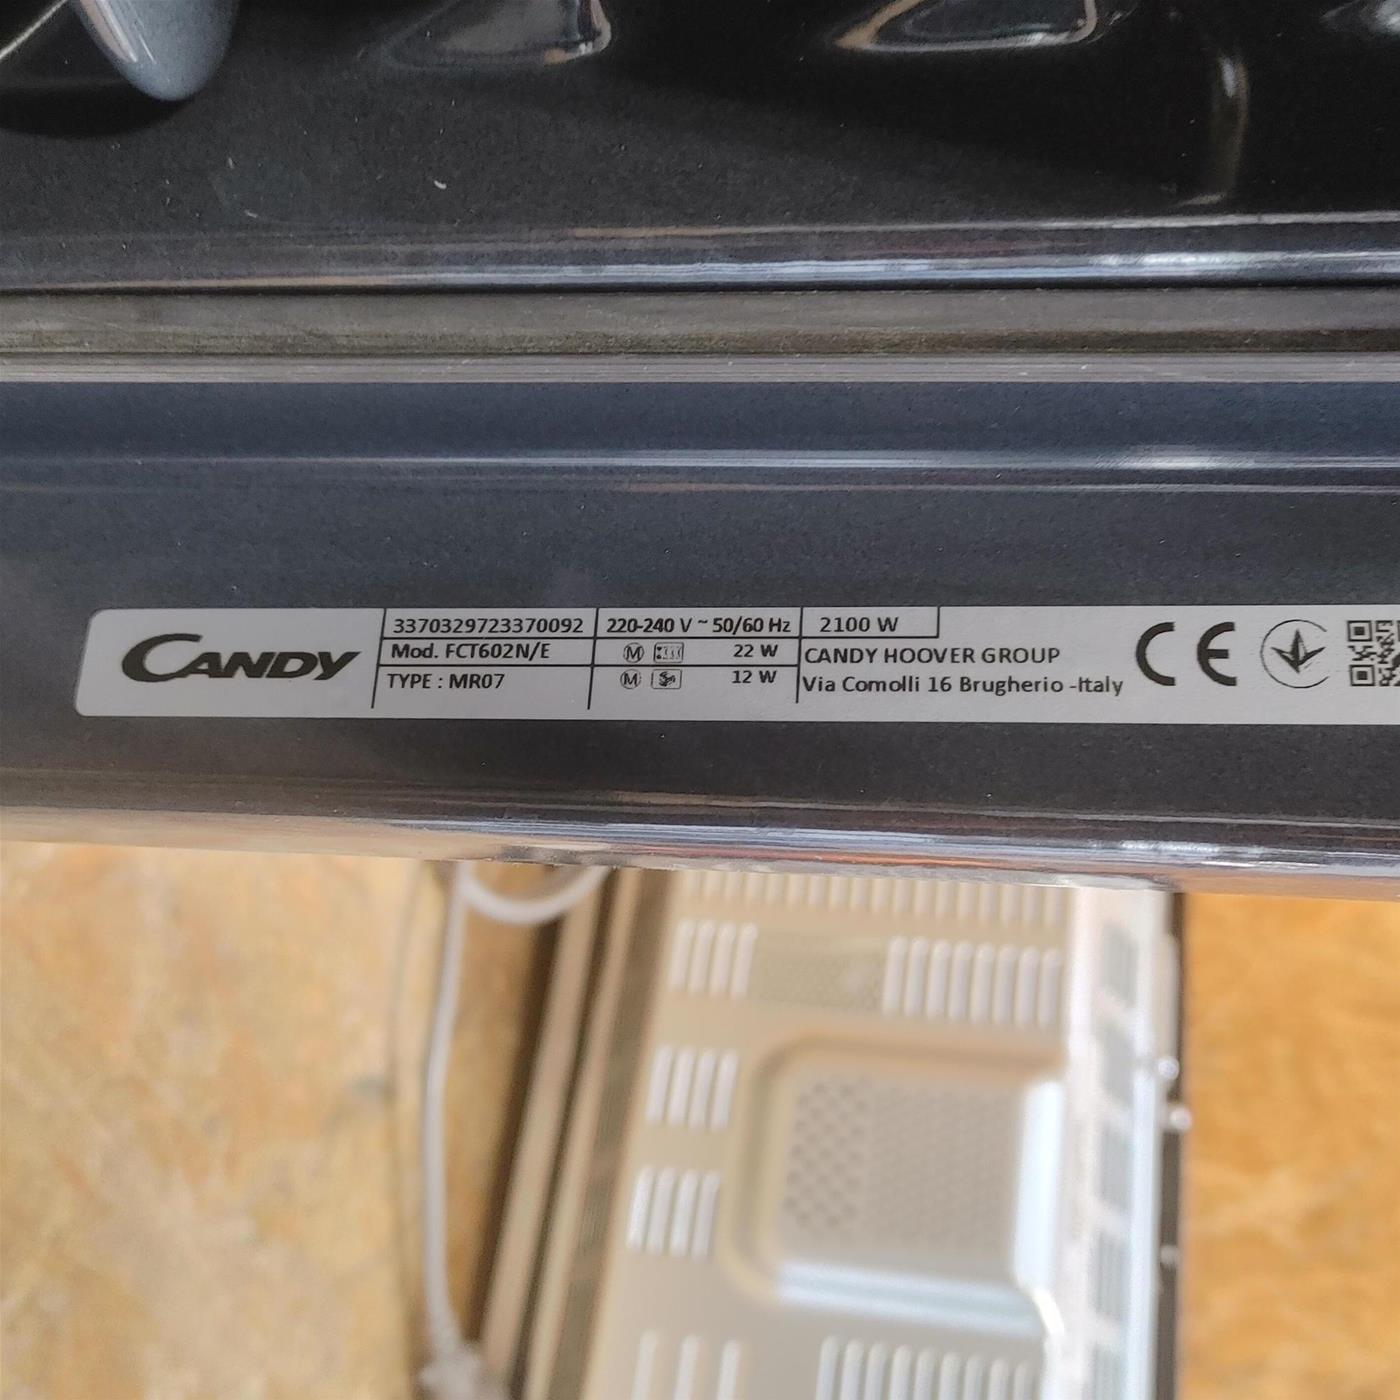 CANDY
3370329723370092
Mod. FCT602N/E
TYPE : MR07
220-240 V ~ 50/60 Hz
M 22 W
M 12 W
2100 W
CANDY HOOVER GROUP
Via Comolli 16 Brugherio -Italy
CE